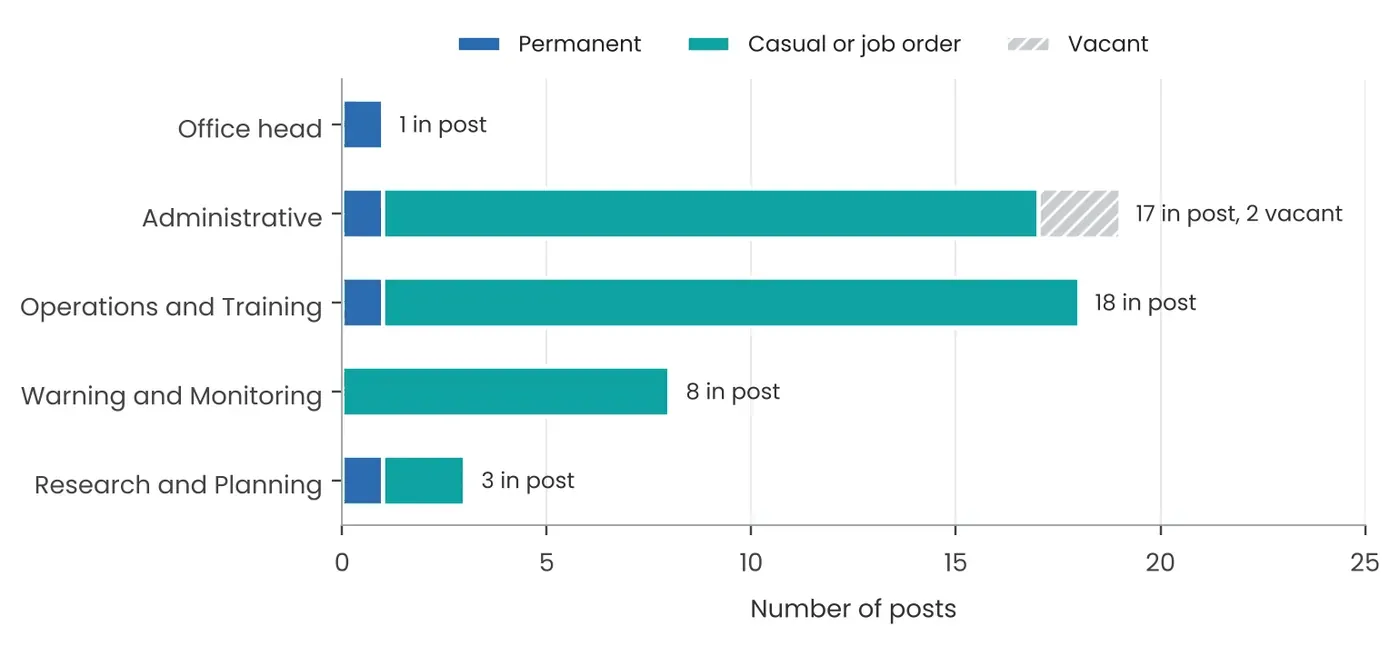 Permanent
Casual or job order
Vacant
Office head
1 in post
Administrative
17 in post, 2 vacant
Operations and Training
18 in post
Warning and Monitoring
8 in post
Research and Planning
3 in post
0 5 10 15 20 25
Number of posts